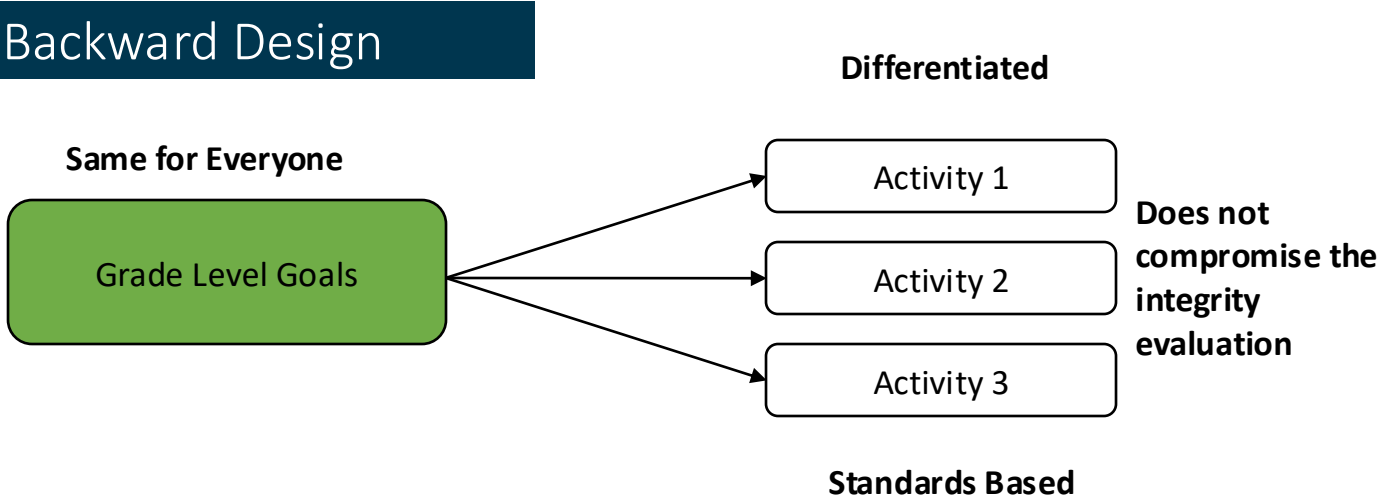 Backward Design
Differentiated
Same for Everyone
Grade Level Goals
Activity 1
Activity 2
Activity 3
Does not
compromise the
integrity
evaluation
Standards Based